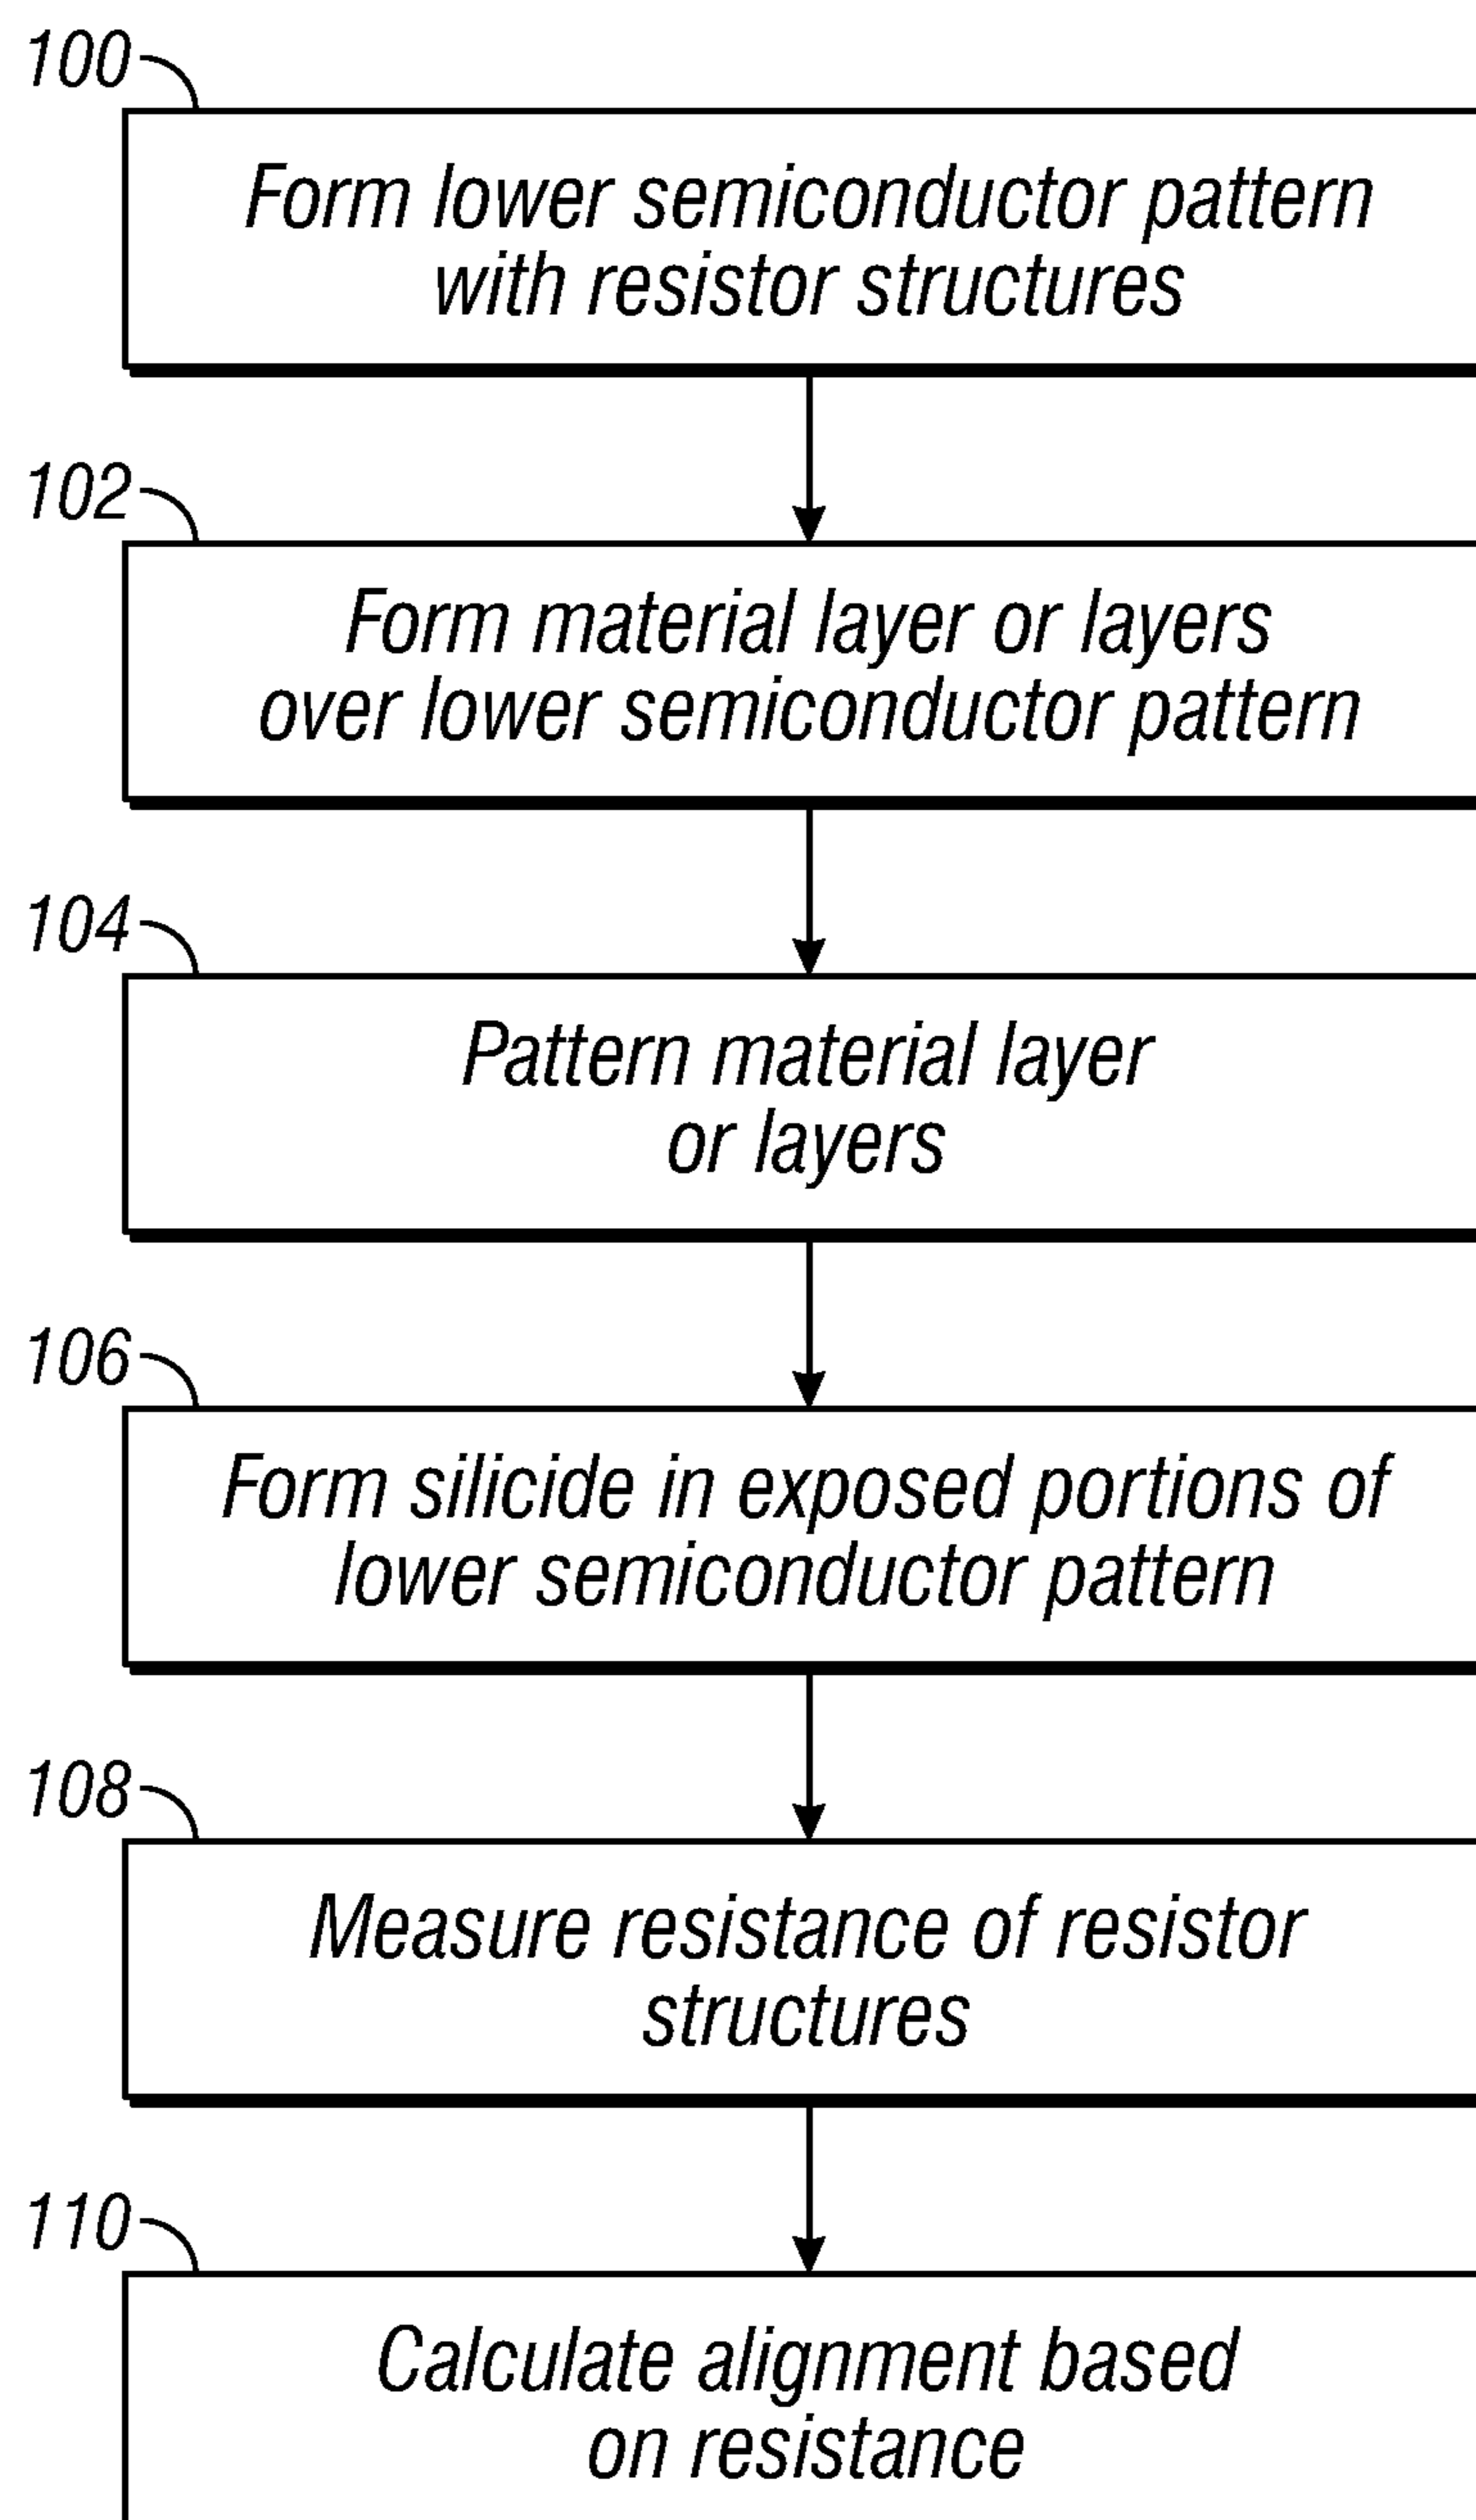 100
Form lower semiconductor pattern
with resistor structures
102
Form material layer or layers
over lower semiconductor pattern
104
Pattern material layer
or layers
106
Form silicide in exposed portions of
lower semiconductor pattern
108
Measure resistance of resistor
structures
110
Calculate alignment based
on resistance